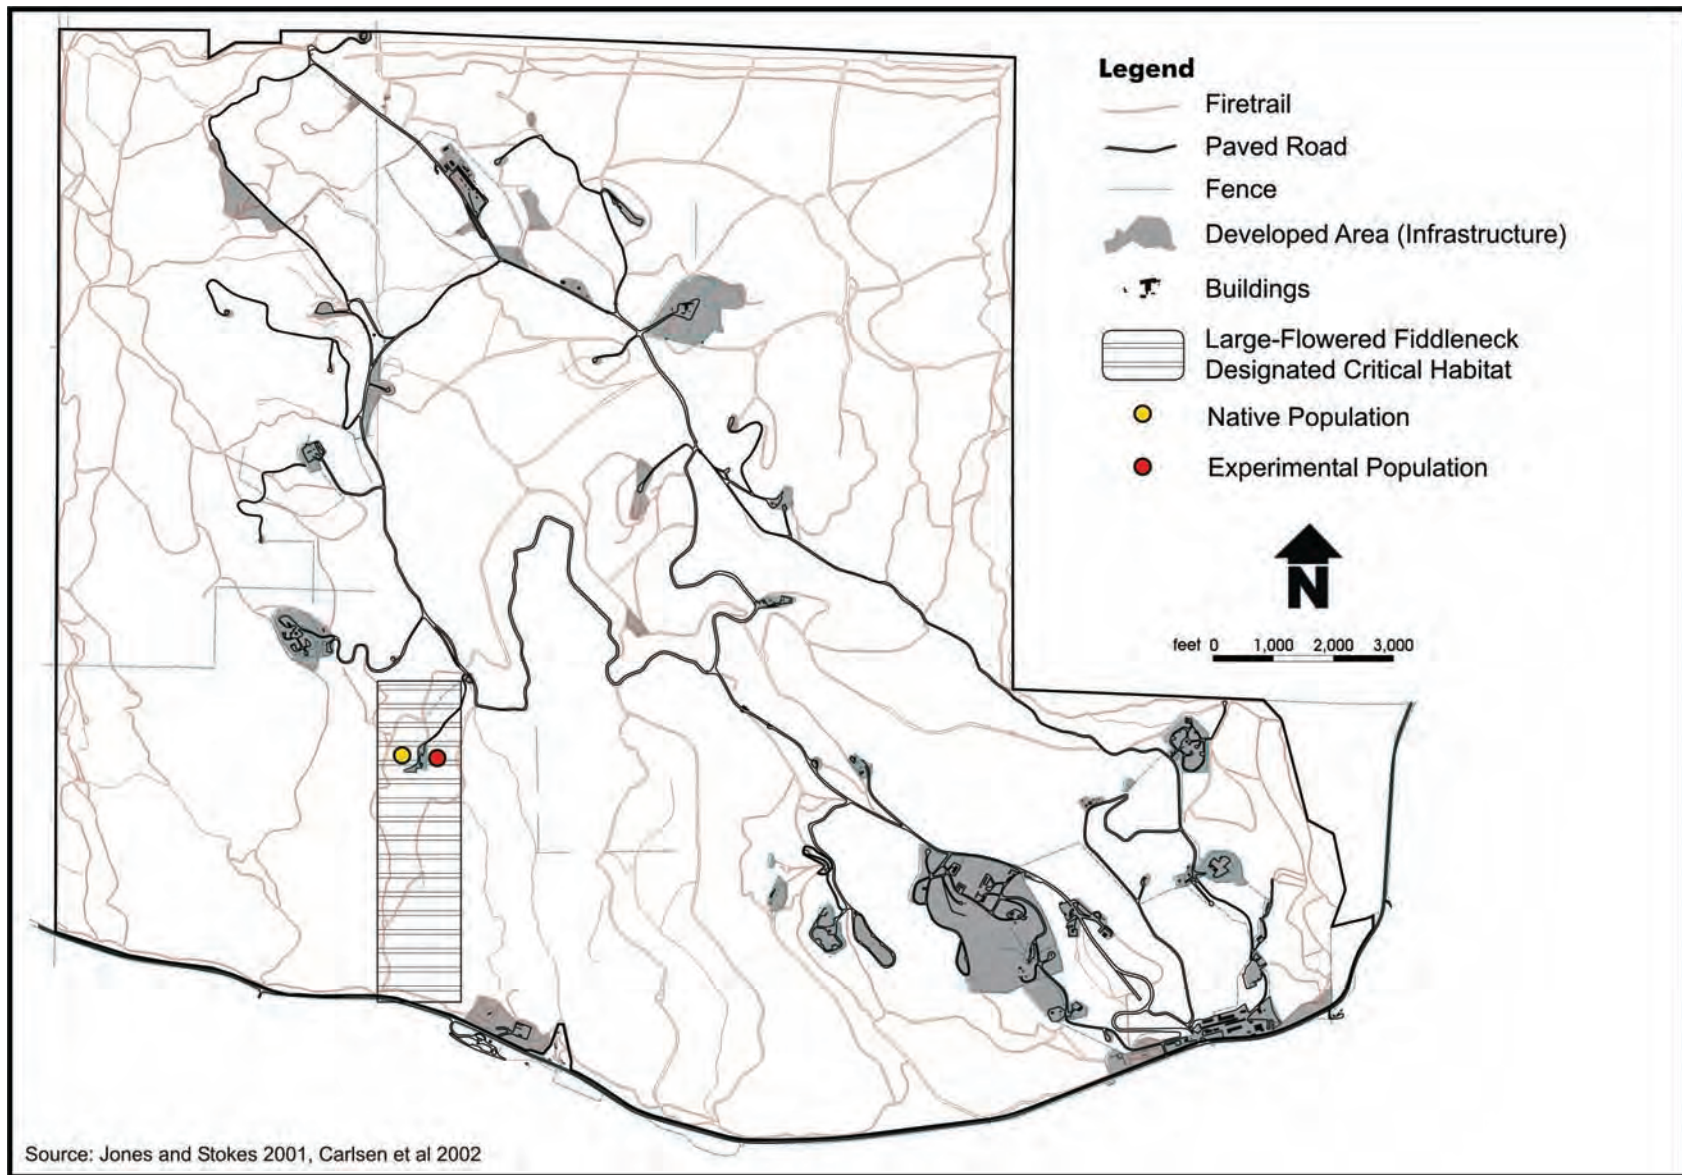 Legend
Firetrail
Paved Road
Fence
Developed Area (Infrastructure)
Buildings
Large-Flowered Fiddleneck
Designated Critical Habitat
Native Population
Experimental Population
N
feet 0 1,000 2,000 3,000
Source: Jones and Stokes 2001, Carlsen et al 2002